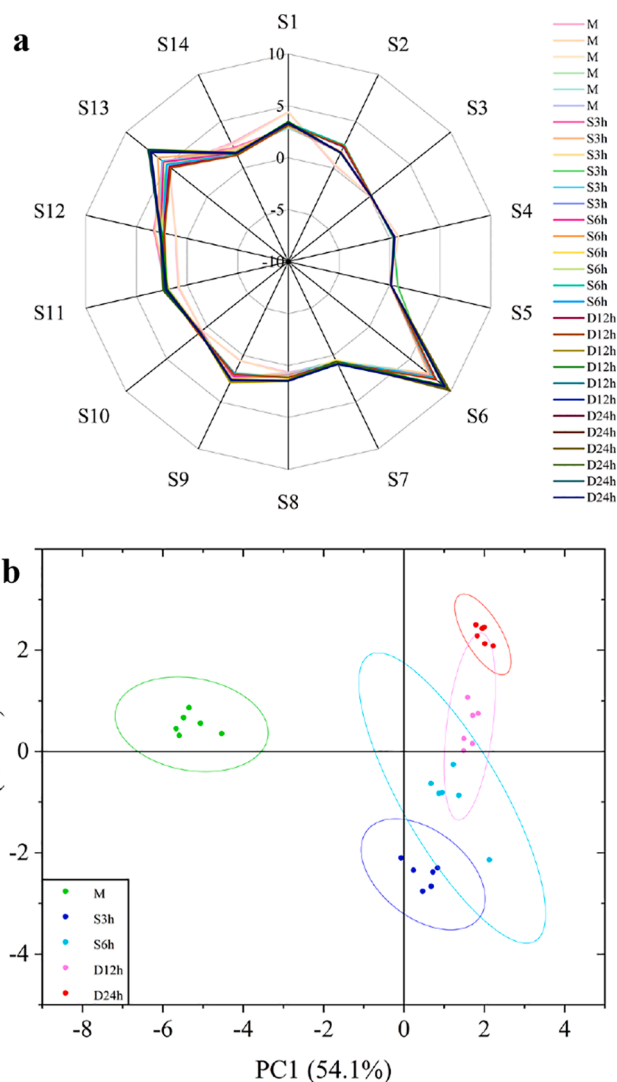 a
S1
S2
S3
S4
S5
S6
S7
S8
S9
S10
S11
S12
S13
S14
10
5
0
-5
-10
M
M
M
M
M
M
S3h
S3h
S3h
S3h
S3h
S3h
S6h
S6h
S6h
S6h
S6h
S6h
D12h
D12h
D12h
D12h
D12h
D12h
D24h
D24h
D24h
D24h
D24h
D24h
b
2
0
-2
-4
M
S3h
S6h
D12h
D24h
-8
-6
-4
-2
0
2
4
PC1 (54.1%)